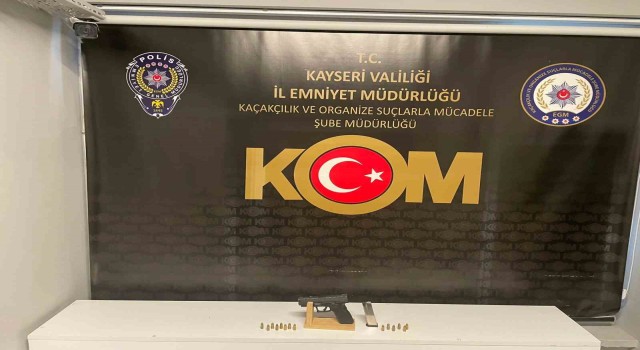 POLİS
T.C.
KAYSERİ VALİLİĞİ
İL EMNİYET MÜDÜRLÜĞÜ
KAÇAKÇILIK VE ORGANİZE SUÇLARLA MÜCADELE
ŞUBE MÜDÜRLÜĞÜ
EGM
KOM